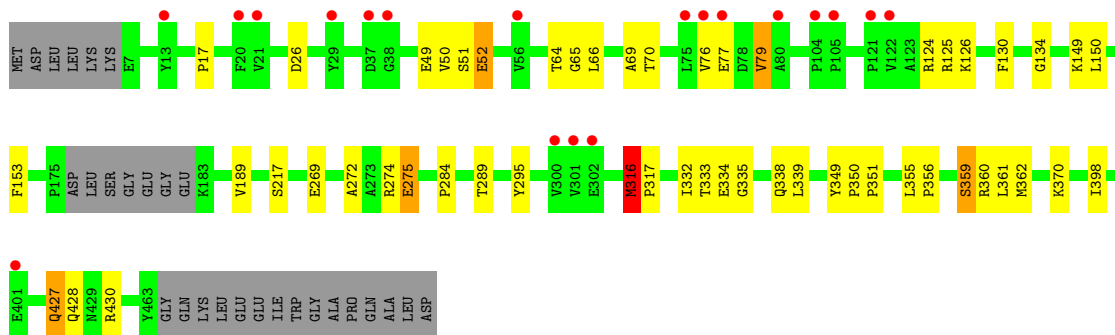 MET ASP LEU LEU LYS LYS E7 Y13 P17 F20 V21 D26 Y29 D37 G38 E49 V50 S51 E52 V56 T64 G65 L66 A69 T70 L75 V76 E77 D78 V79 A80 P104 P105 P121 V122 A123 R124 R125 K126 F130 G134 K149 L150
F153 P175 ASP LEU SER GLY GLU GLY GLU K183 V189 S217 E269 A272 A273 R274 E275 P284 T289 Y295 V300 V301 E302 M316 P317 I332 T333 E334 G335 Q338 L339 Y349 P350 P351 L355 P356 S359 R360 L361 M362 K370 I398
E401 Q427 Q428 N429 R430 Y463 GLY GLN LYS LEU GLU GLU ILE TRP GLY ALA PRO GLN ALA LEU ASP